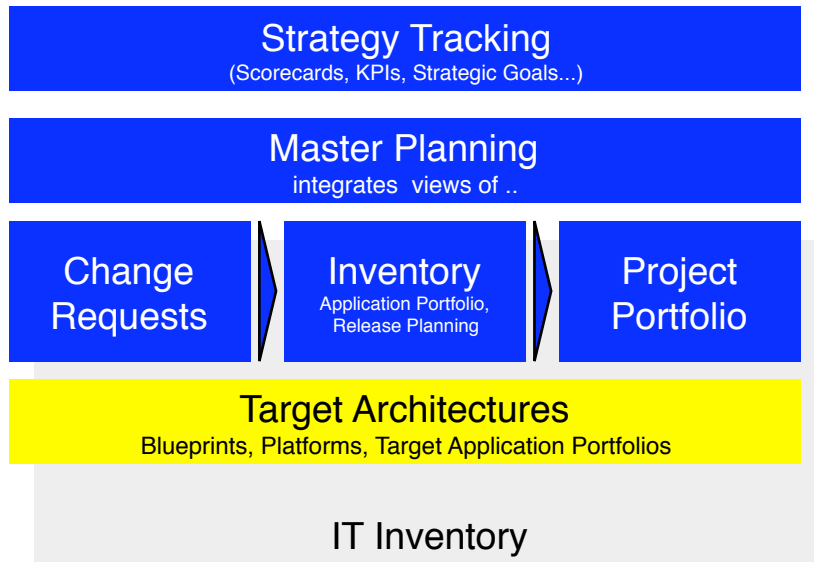 Strategy Tracking
(Scorecards, KPIs, Strategic Goals...)
Master Planning
integrates views of ..
Change
Requests
Inventory
Application Portfolio,
Release Planning
Project
Portfolio
Target Architectures
Blueprints, Platforms, Target Application Portfolios
IT Inventory